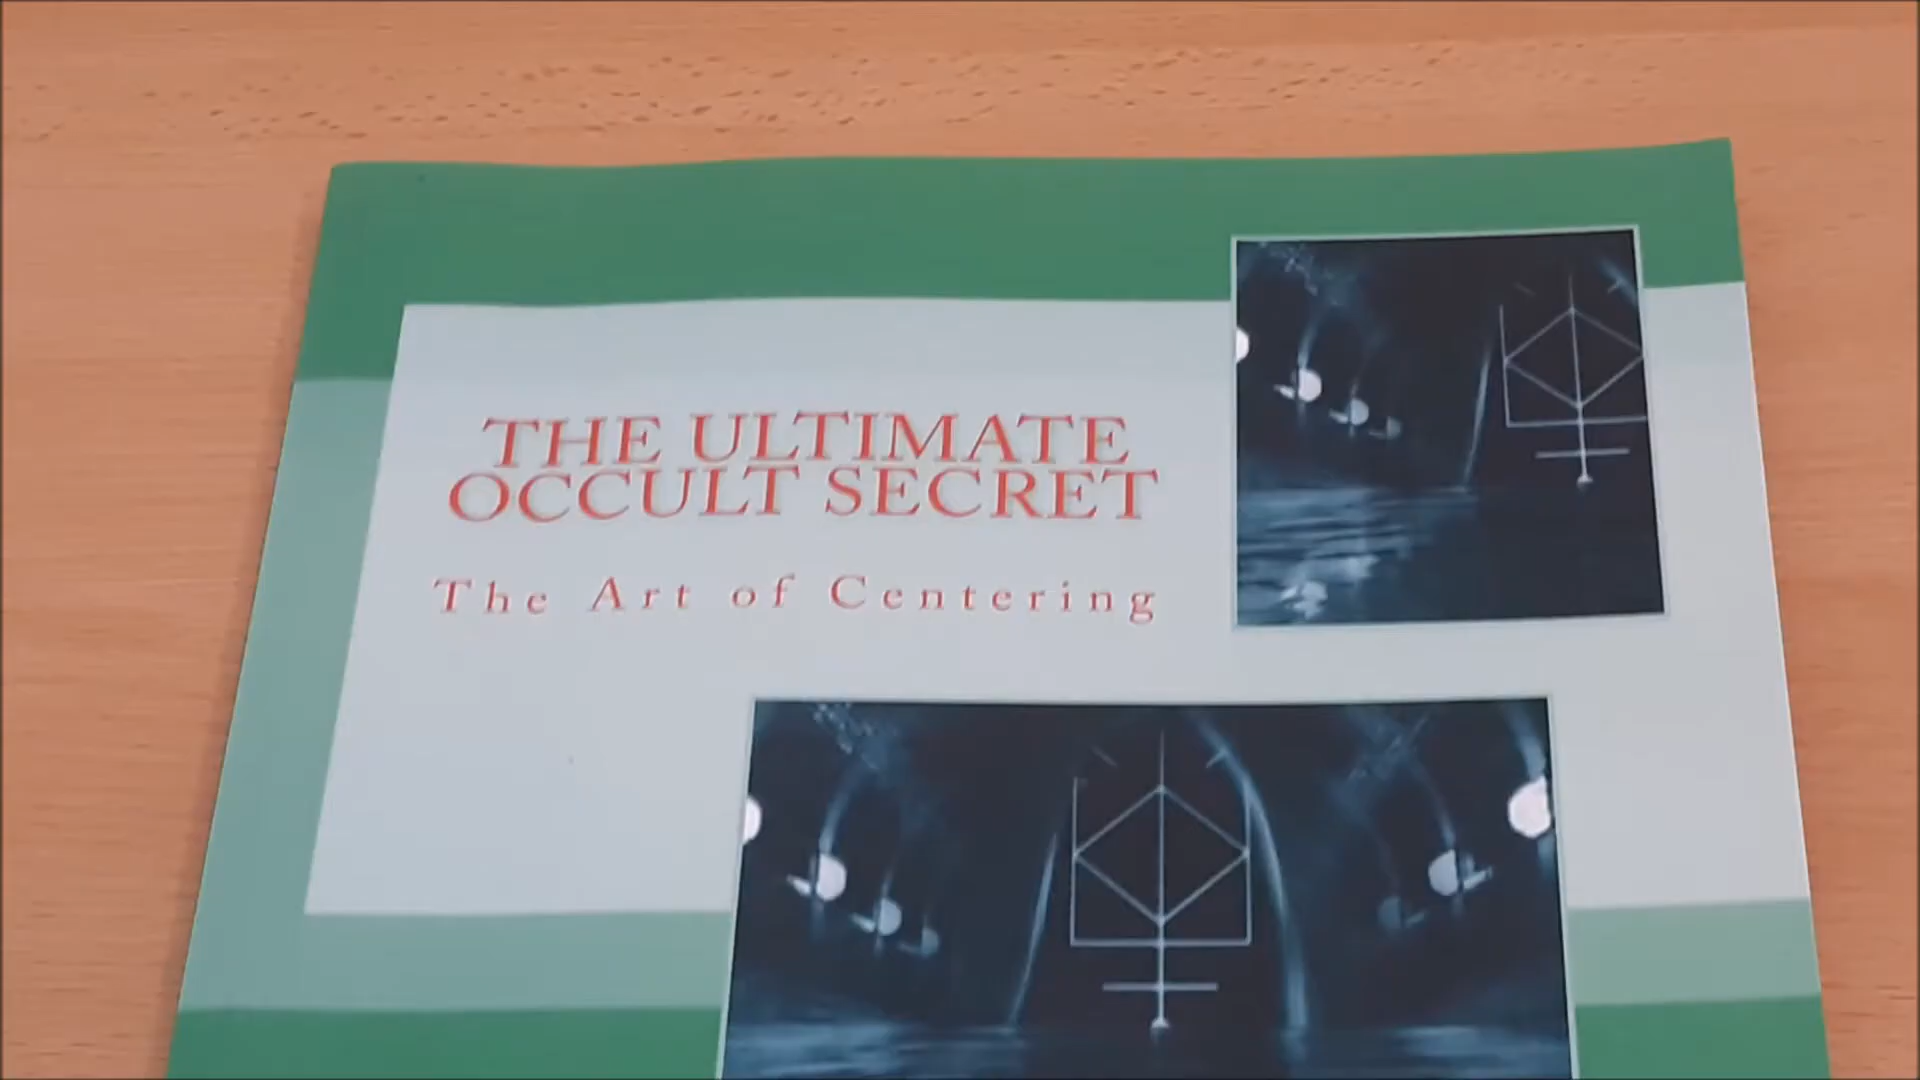 THE ULTIMATE
OCCULT SECRET
The Art of Centering